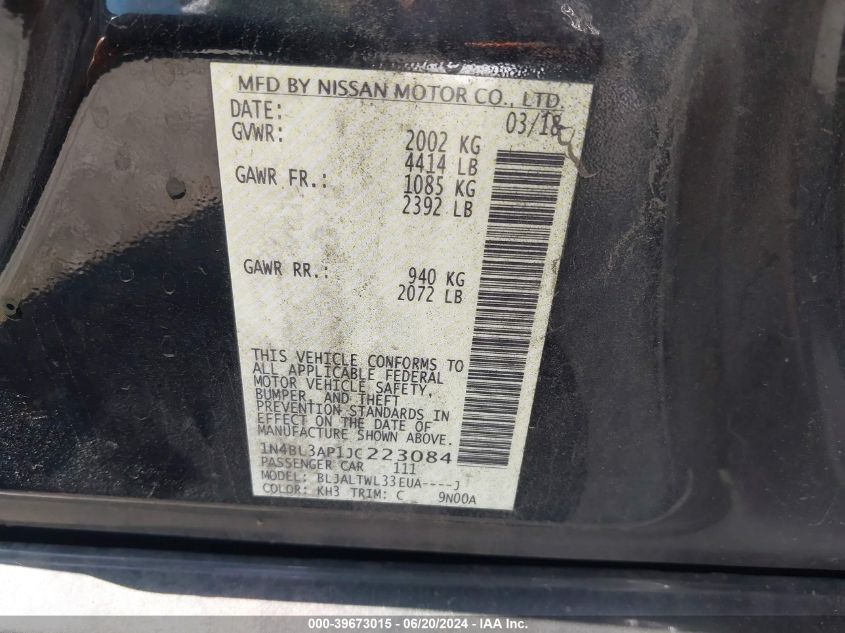 MFD BY NISSAN MOTOR CO., LTD.
DATE: 03/18
GVWR: 2002 KG
4414 LB
GAWR FR.: 1085 KG
2392 LB
GAWR RR.: 940 KG
2072 LB
THIS VEHICLE CONFORMS TO
ALL APPLICABLE FEDERAL
MOTOR VEHICLE SAFETY,
BUMPER, AND THEFT
PREVENTION STANDARDS IN
EFFECT ON THE DATE OF
MANUFACTURE SHOWN ABOVE.
1N4BL3AP1JC223084
PASSENGER CAR 111
MODEL: BLJALTWL33EUA----J
COLOR: KH3 TRIM: C 9N00A
000-39673015 - 06/20/2024 - IAAI.com